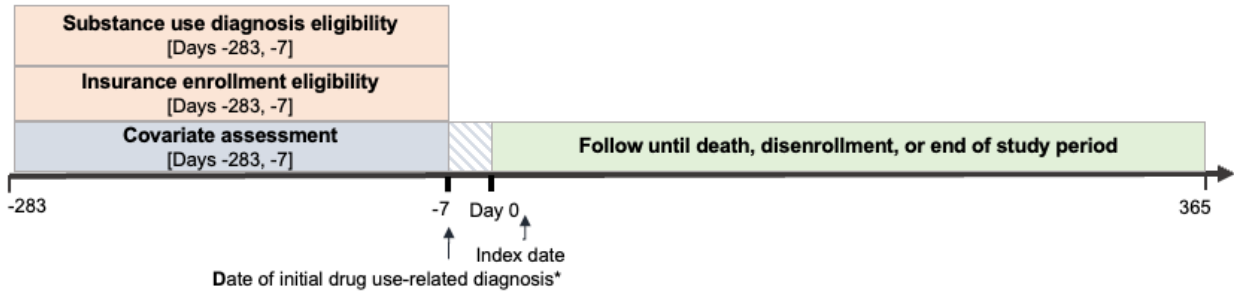 Substance use diagnosis eligibility
[Days -283, -7]
Insurance enrollment eligibility
[Days -283, -7]
Covariate assessment
[Days -283, -7]
Follow until death, disenrollment, or end of study period
-283
-7
Day 0
365
Index date
Date of initial drug use-related diagnosis*